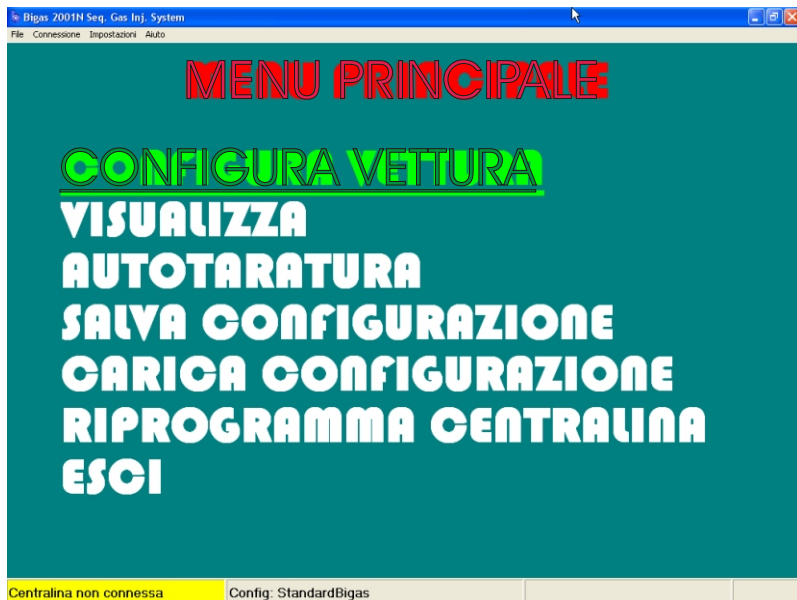 Bigas 2001N Seq. Gas Inj. System
File Connessione Impostazioni Aiuto
MENU PRINCIPALE
CONFIGURA VETTURA
VISUALIZZA
AUTOTARATURA
SALVA CONFIGURAZIONE
CARICA CONFIGURAZIONE
RIPROGRAMMA CENTRALINA
ESCI
Centralina non connessa Config: StandardBigas